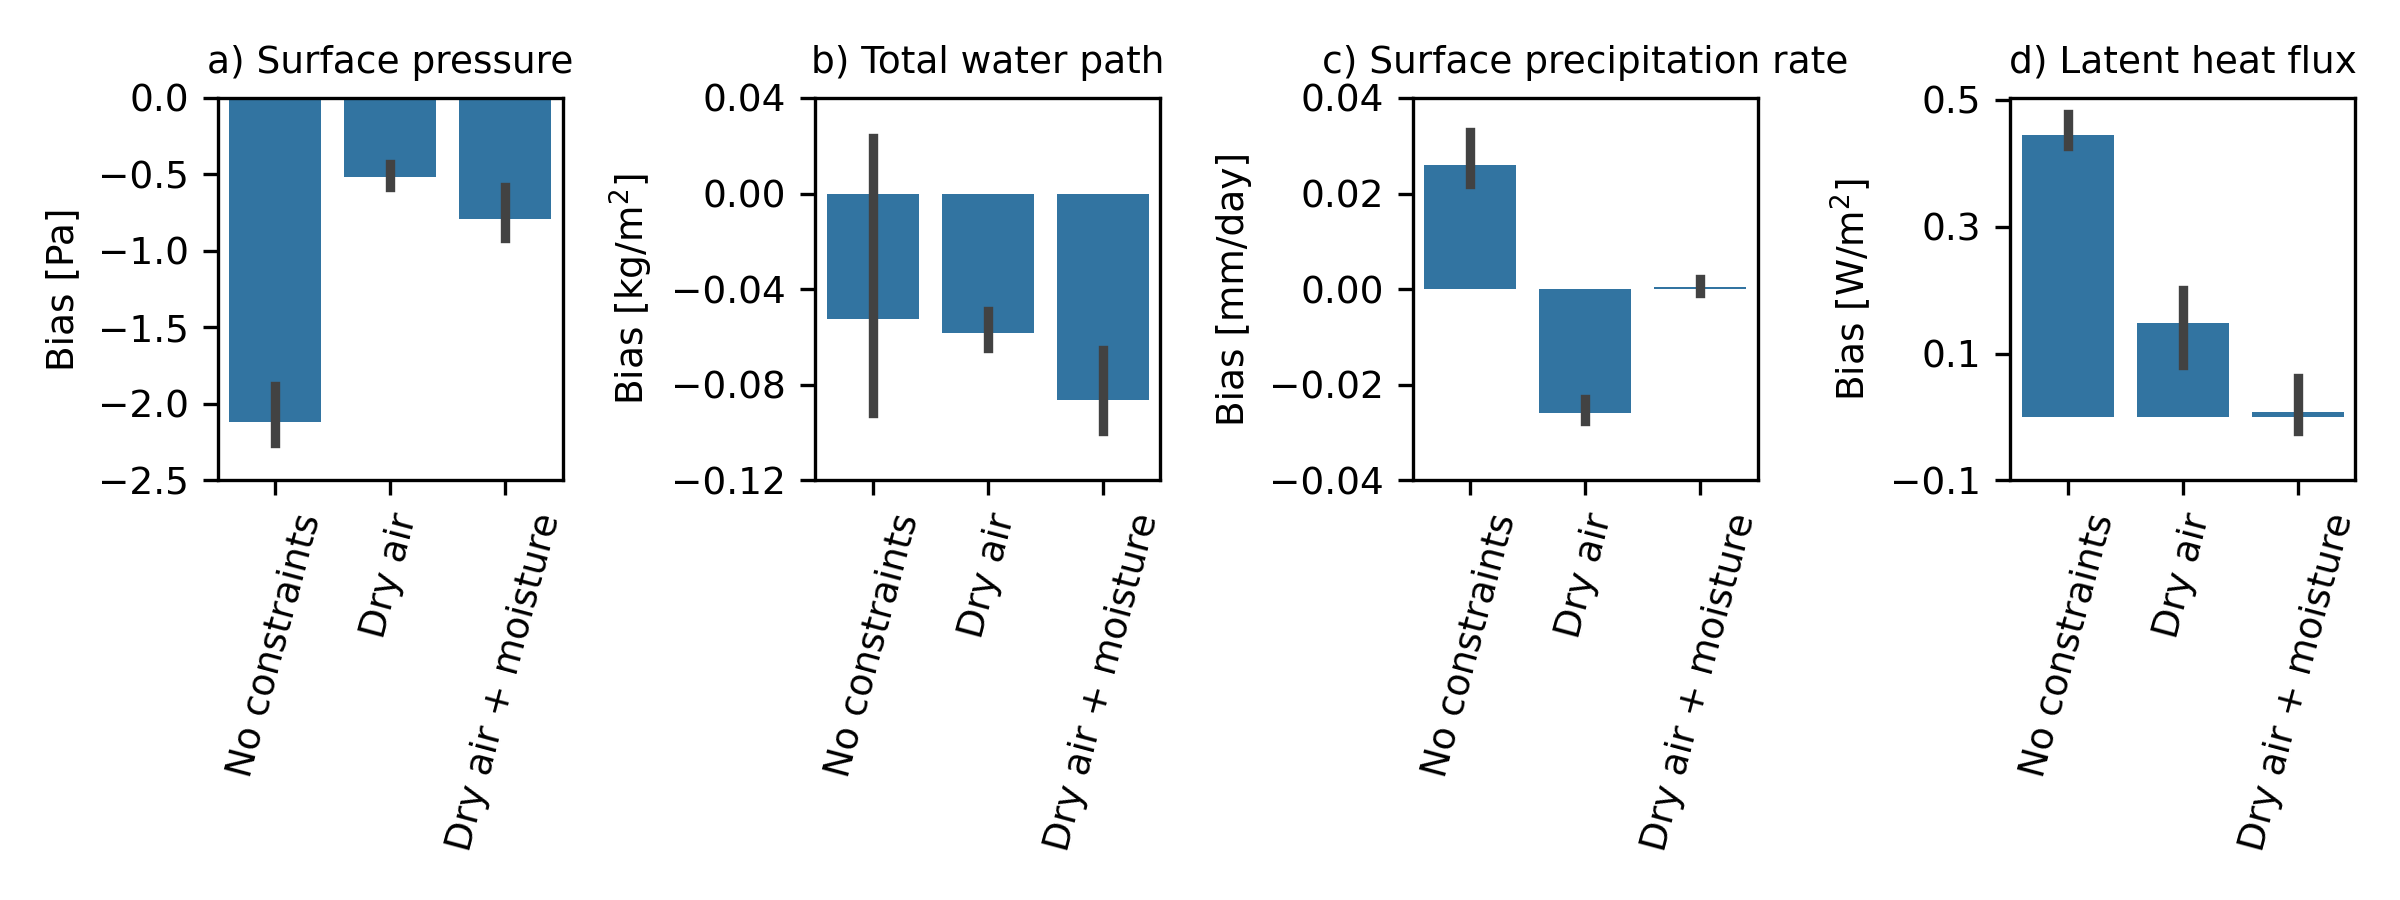 a) Surface pressure
0.0
−0.5
−1.0
−1.5
−2.0
−2.5
Bias [Pa]
No constraints
Dry air
Dry air + moisture
b) Total water path
0.04
0.00
−0.04
−0.08
−0.12
Bias [kg/m²]
No constraints
Dry air
Dry air + moisture
c) Surface precipitation rate
0.04
0.02
0.00
−0.02
−0.04
Bias [mm/day]
No constraints
Dry air
Dry air + moisture
d) Latent heat flux
0.5
0.3
0.1
−0.1
Bias [W/m²]
No constraints
Dry air
Dry air + moisture